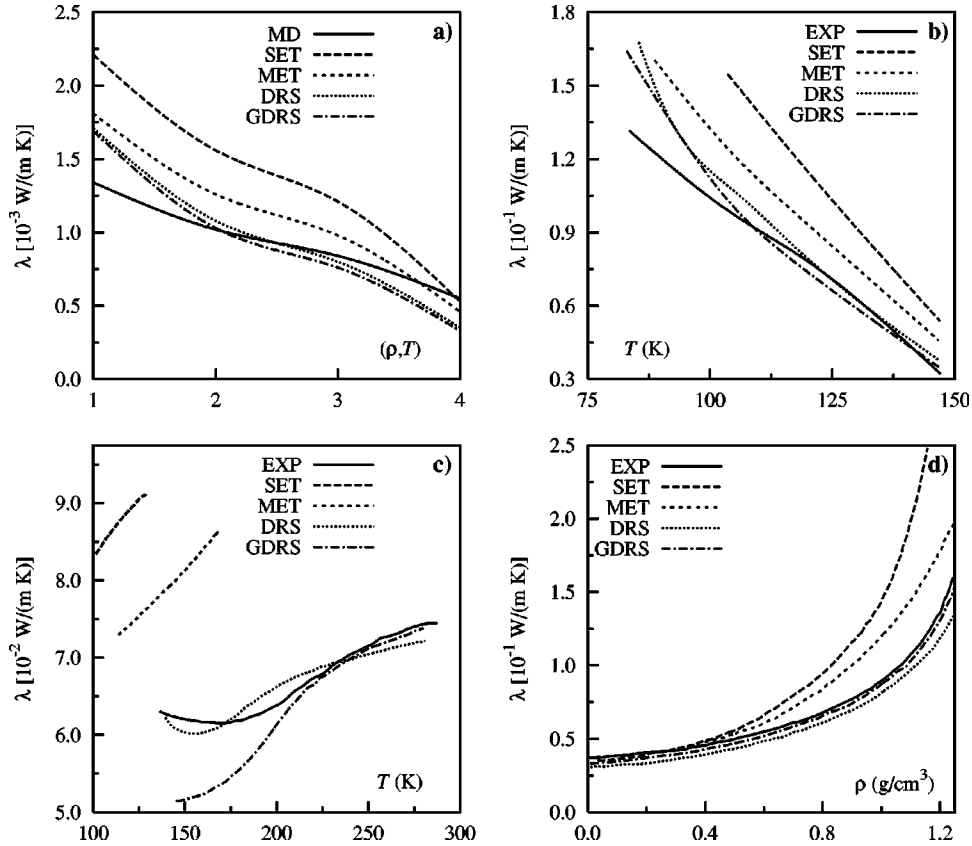 a)
MD
SET
MET
DRS
GDRS
λ [10⁻³ W/(m K)]
2.5
2.0
1.5
1.0
0.5
0.0
(ρ,T)
1 2 3 4
b)
EXP
SET
MET
DRS
GDRS
λ [10⁻¹ W/(m K)]
1.8
1.5
1.2
0.9
0.6
0.3
T (K)
75 100 125 150
c)
EXP
SET
MET
DRS
GDRS
λ [10⁻² W/(m K)]
9.0
8.0
7.0
6.0
5.0
T (K)
100 150 200 250 300
d)
EXP
SET
MET
DRS
GDRS
λ [10⁻¹ W/(m K)]
2.5
2.0
1.5
1.0
0.5
0.0
ρ (g/cm³)
0.0 0.4 0.8 1.2